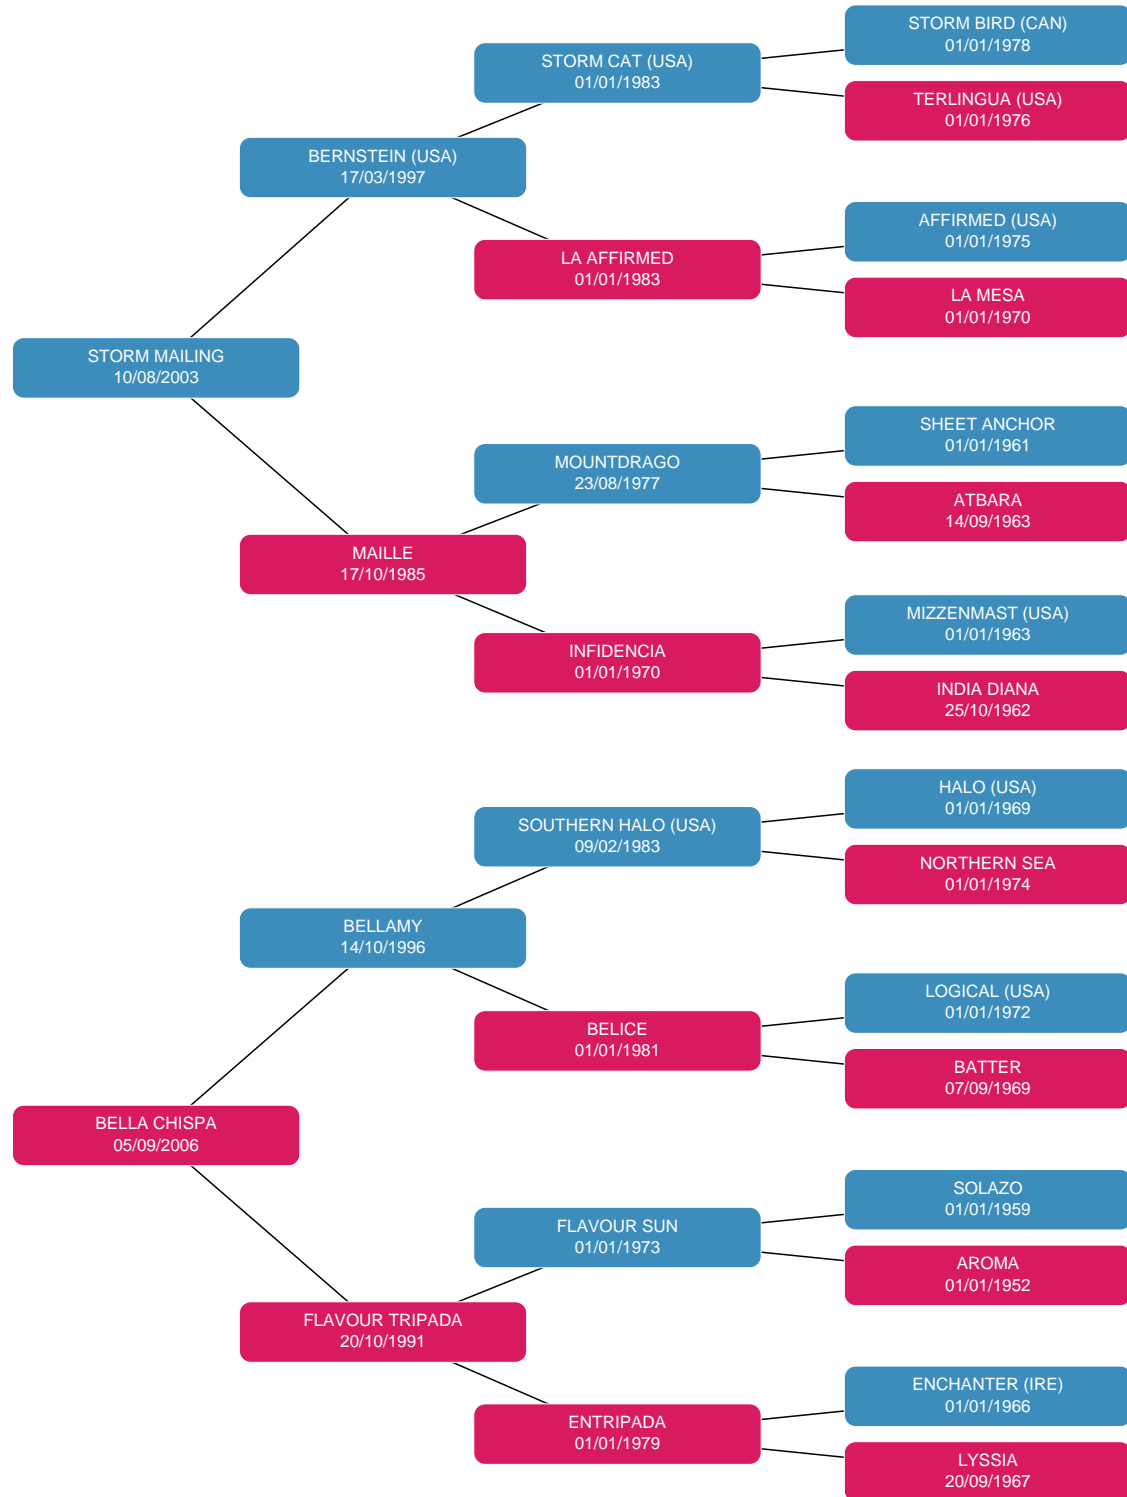 STORM BIRD (CAN)
01/01/1978
STORM CAT (USA)
01/01/1983
TERLINGUA (USA)
01/01/1976
BERNSTEIN (USA)
17/03/1997
AFFIRMED (USA)
01/01/1975
LA AFFIRMED
01/01/1983
LA MESA
01/01/1970
STORM MAILING
10/08/2003
SHEET ANCHOR
01/01/1961
MOUNTDRAGO
23/08/1977
ATBARA
14/09/1963
MAILLE
17/10/1985
MIZZENMAST (USA)
01/01/1963
INFIDENCIA
01/01/1970
INDIA DIANA
25/10/1962
HALO (USA)
01/01/1969
SOUTHERN HALO (USA)
09/02/1983
NORTHERN SEA
01/01/1974
BELLAMY
14/10/1996
LOGICAL (USA)
01/01/1972
BELICE
01/01/1981
BATTER
07/09/1969
BELLA CHISPA
05/09/2006
SOLAZO
01/01/1959
FLAVOUR SUN
01/01/1973
AROMA
01/01/1952
FLAVOUR TRIPADA
20/10/1991
ENCHANTER (IRE)
01/01/1966
ENTRIPADA
01/01/1979
LYSSIA
20/09/1967